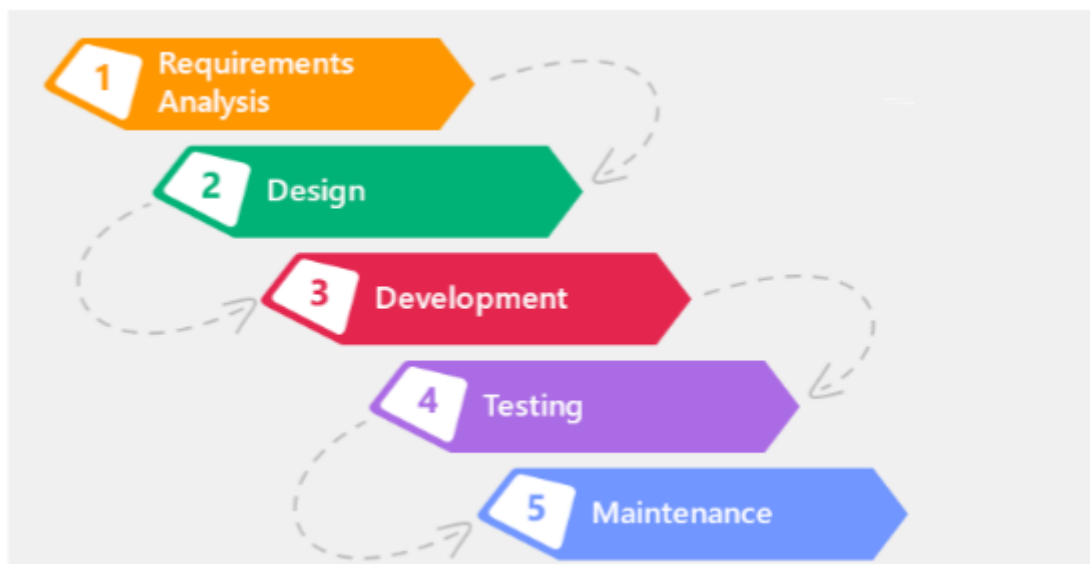 1 Requirements
Analysis
2 Design
3 Development
4 Testing
5 Maintenance